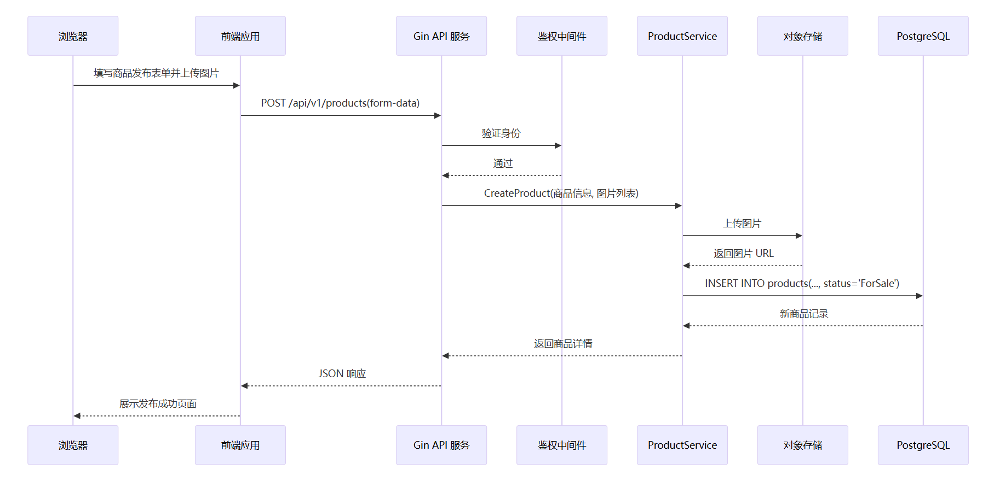 浏览器
前端应用
Gin API 服务
鉴权中间件
ProductService
对象存储
PostgreSQL
填写商品发布表单并上传图片
POST /api/v1/products(form-data)
验证身份
通过
CreateProduct(商品信息, 图片列表)
上传图片
返回图片 URL
INSERT INTO products(..., status='ForSale')
新商品记录
返回商品详情
JSON 响应
展示发布成功页面
浏览器
前端应用
Gin API 服务
鉴权中间件
ProductService
对象存储
PostgreSQL